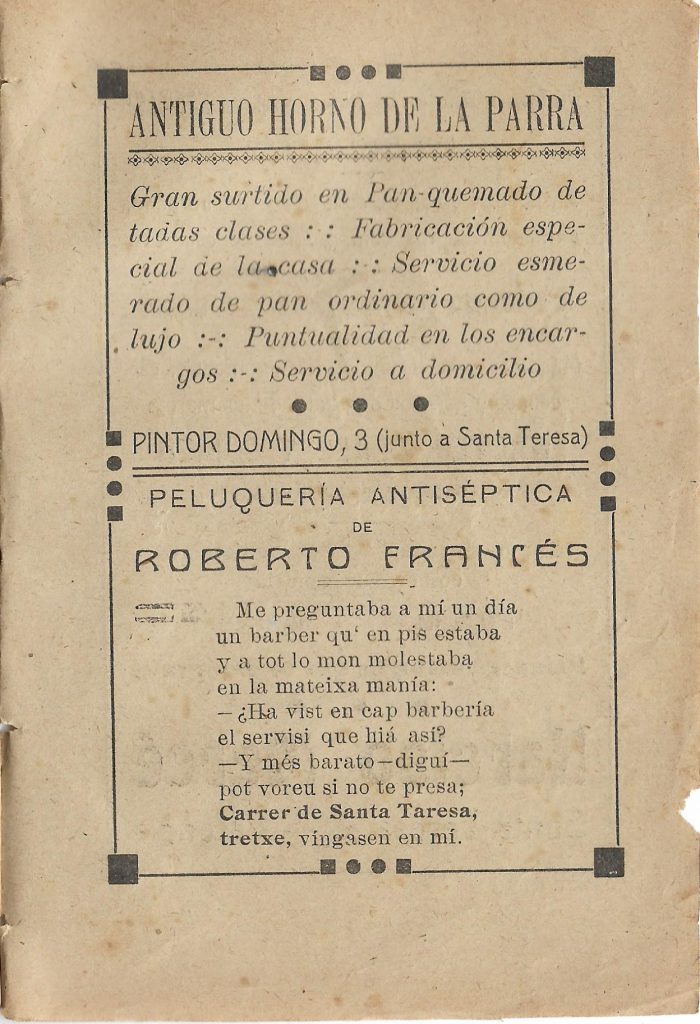 ANTIGUO HORNO DE LA PARRA
Gran surtido en Pan-quemado de
tadas clases : : Fabricación espe-
cial de la casa :-: Servicio esme-
rado de pan ordinario como de
lujo :-: Puntualidad en los encar-
gos :-: Servicio a domicilio
PINTOR DOMINGO, 3 (junto à Santa Teresa)
PELUQUERÍA ANTISÉPTICA
DE
ROBERTO FRANCÉS
Me preguntaba a mí un día
un barber qu‘ en pis estaba
y a tot lo mon molestaba
en la mateixa manía:
—¿Ha vist en cap barbería
el servisi que hiá así?
—Y més barato—diguí—
pot voreu si no te presa;
Carrer de Santa Taresa,
tretxe, víngasen en mí.